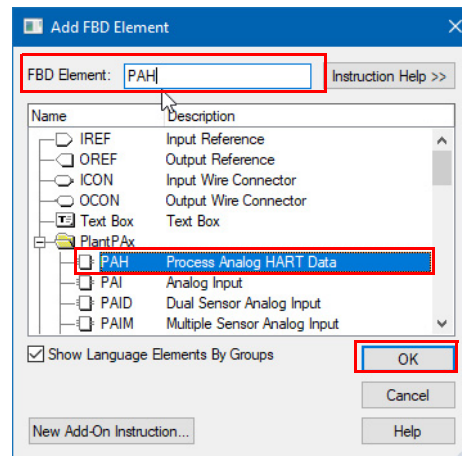 Add FBD Element
FBD Element: PAH Instruction Help >>
Name Description
IREF Input Reference
OREF Output Reference
ICON Input Wire Connector
OCON Output Wire Connector
Text Box Text Box
PlantPAx
PAH Process Analog HART Data
PAI Analog Input
PAID Dual Sensor Analog Input
PAIM Multiple Sensor Analog Input
Show Language Elements By Groups OK
Cancel
New Add-On Instruction... Help